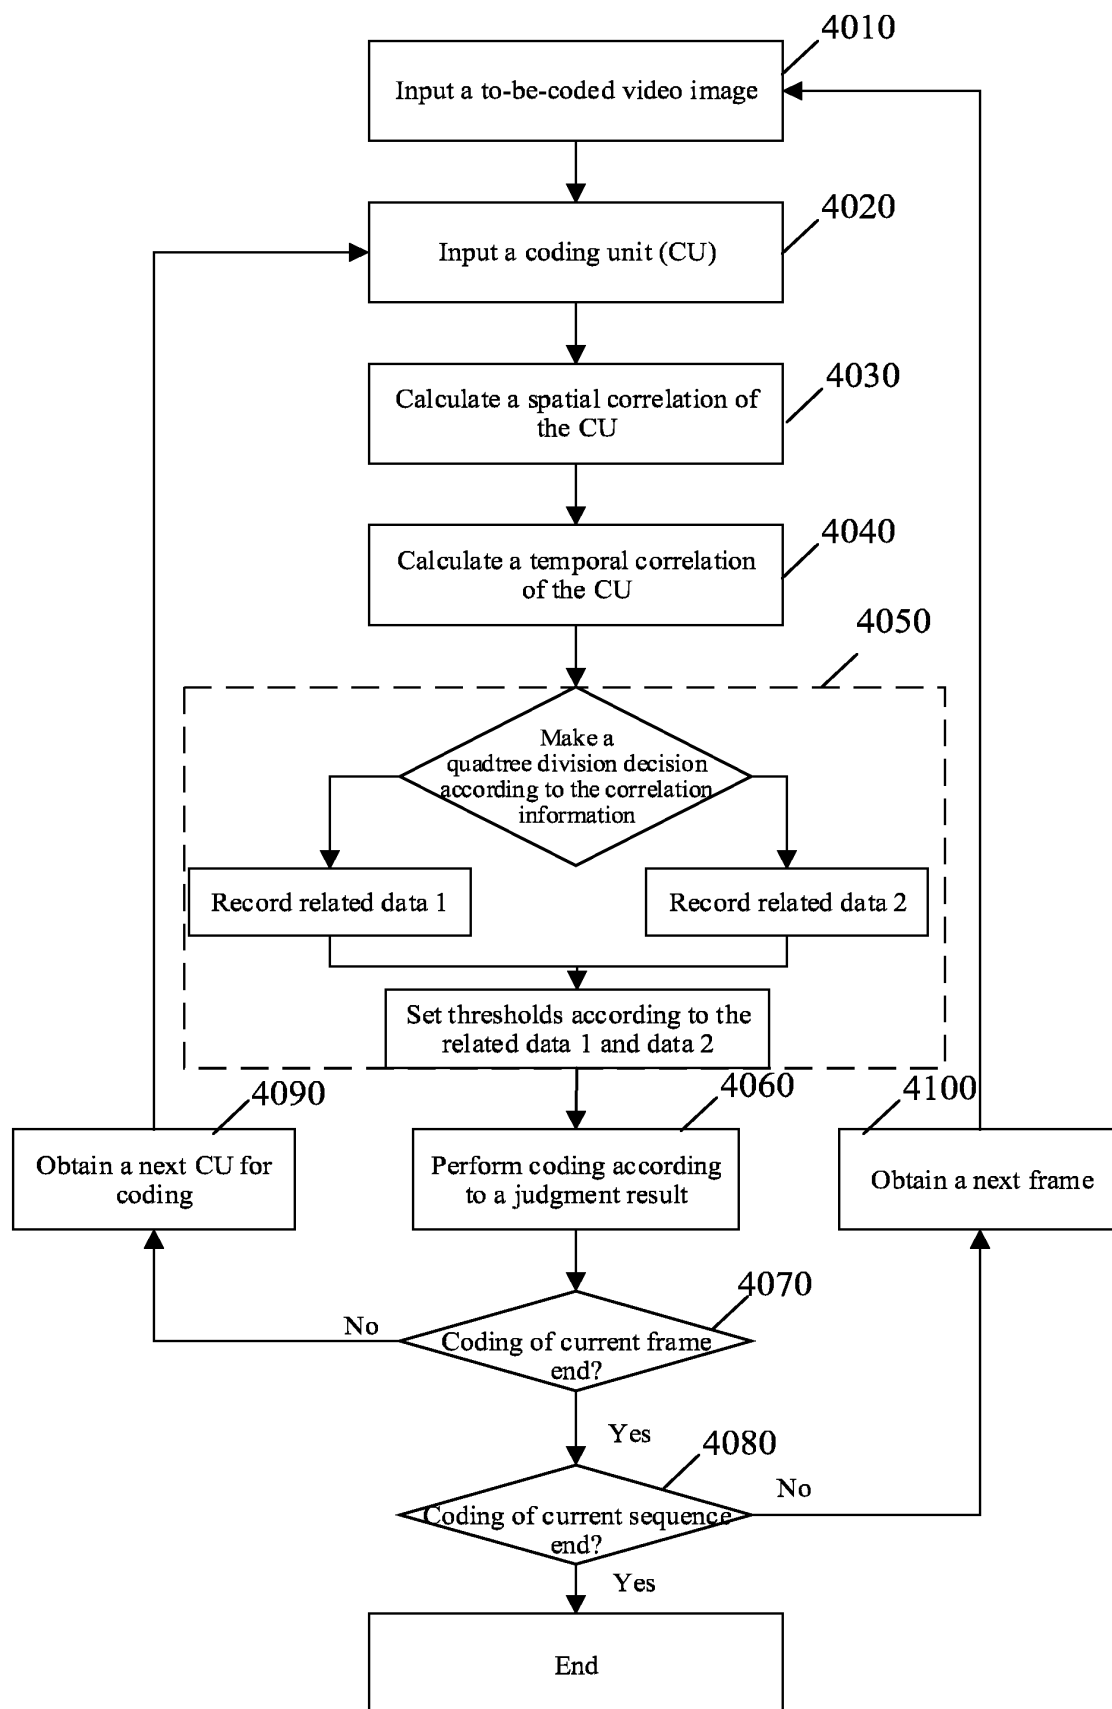 4010
Input a to-be-coded video image
4020
Input a coding unit (CU)
4030
Calculate a spatial correlation of
the CU
4040
Calculate a temporal correlation
of the CU
4050
Make a
quadtree division decision
according to the correlation
information
Record related data 1
Record related data 2
Set thresholds according to the
related data 1 and data 2
4090
4060
4100
Obtain a next CU for
coding
Perform coding according
to a judgment result
Obtain a next frame
4070
No
Coding of current frame
end?
Yes
4080
No
Coding of current sequence
end?
Yes
End